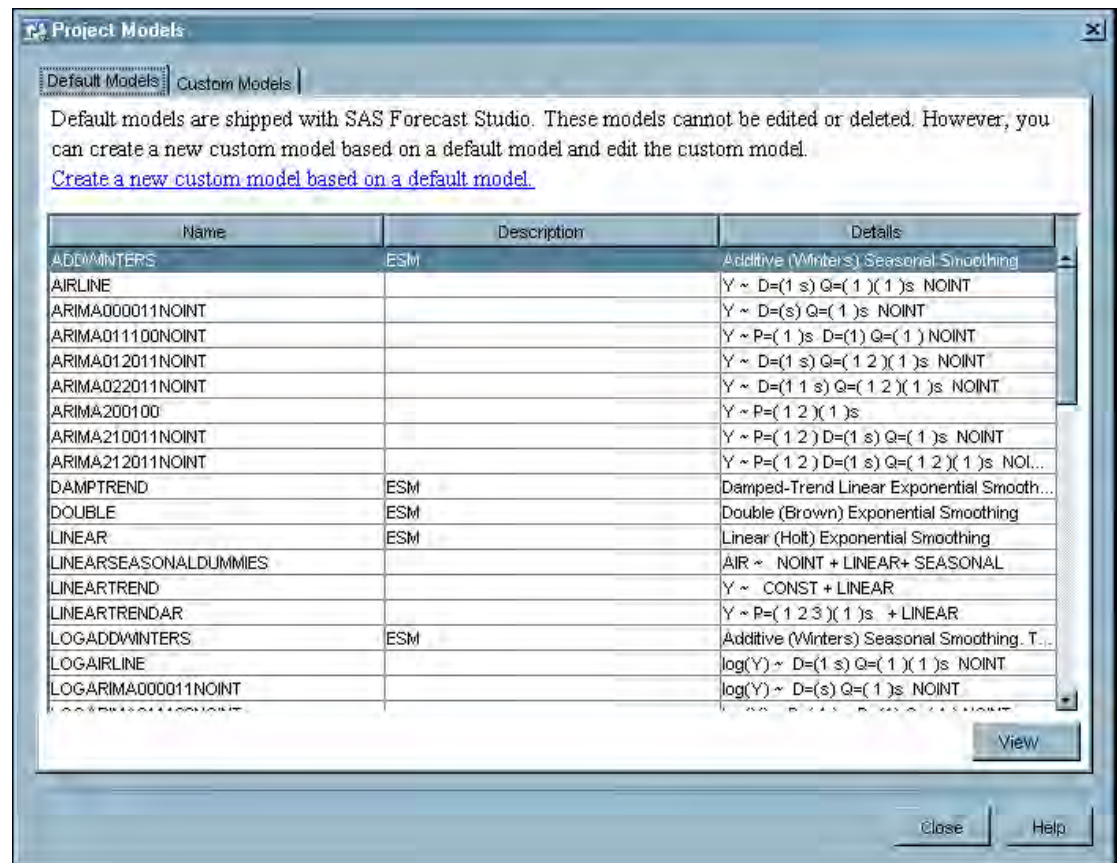 Project Models
Default Models Custom Models
Default models are shipped with SAS Forecast Studio. These models cannot be edited or deleted. However, you
can create a new custom model based on a default model and edit the custom model.
Create a new custom model based on a default model.
Name Description Details
ADDWINTERS ESM Additive (Winters) Seasonal Smoothing
AIRLINE Y ~ D=(1 s) Q=( 1 )( 1 )s NOINT
ARIMA000011NOINT Y ~ D=(s) Q=( 1 )s NOINT
ARIMA011100NOINT Y ~ P=( 1 )s D=(1) Q=( 1 ) NOINT
ARIMA012011NOINT Y ~ D=(1 s) Q=( 1 2 )( 1 )s NOINT
ARIMA022011NOINT Y ~ D=(1 1 s) Q=( 1 2 )( 1 )s NOINT
ARIMA200100 Y ~ P=( 1 2 )( 1 )s
ARIMA210011NOINT Y ~ P=( 1 2 ) D=(1 s) Q=( 1 )s NOINT
ARIMA212011NOINT Y ~ P=( 1 2 ) D=(1 s) Q=( 1 2 )( 1 )s NOI...
DAMPTREND ESM Damped-Trend Linear Exponential Smooth...
DOUBLE ESM Double (Brown) Exponential Smoothing
LINEAR ESM Linear (Holt) Exponential Smoothing
LINEARSEASONALDUMMIES AIR ~ NOINT + LINEAR+ SEASONAL
LINEARTREND Y ~ CONST + LINEAR
LINEARTRENDAR Y ~ P=( 1 2 3 )( 1 )s + LINEAR
LOGADDWINTERS ESM Additive (Winters) Seasonal Smoothing. T...
LOGAIRLINE log(Y) ~ D=(1 s) Q=( 1 )( 1 )s NOINT
LOGARIMA000011NOINT log(Y) ~ D=(s) Q=( 1 )s NOINT
View
Close Help